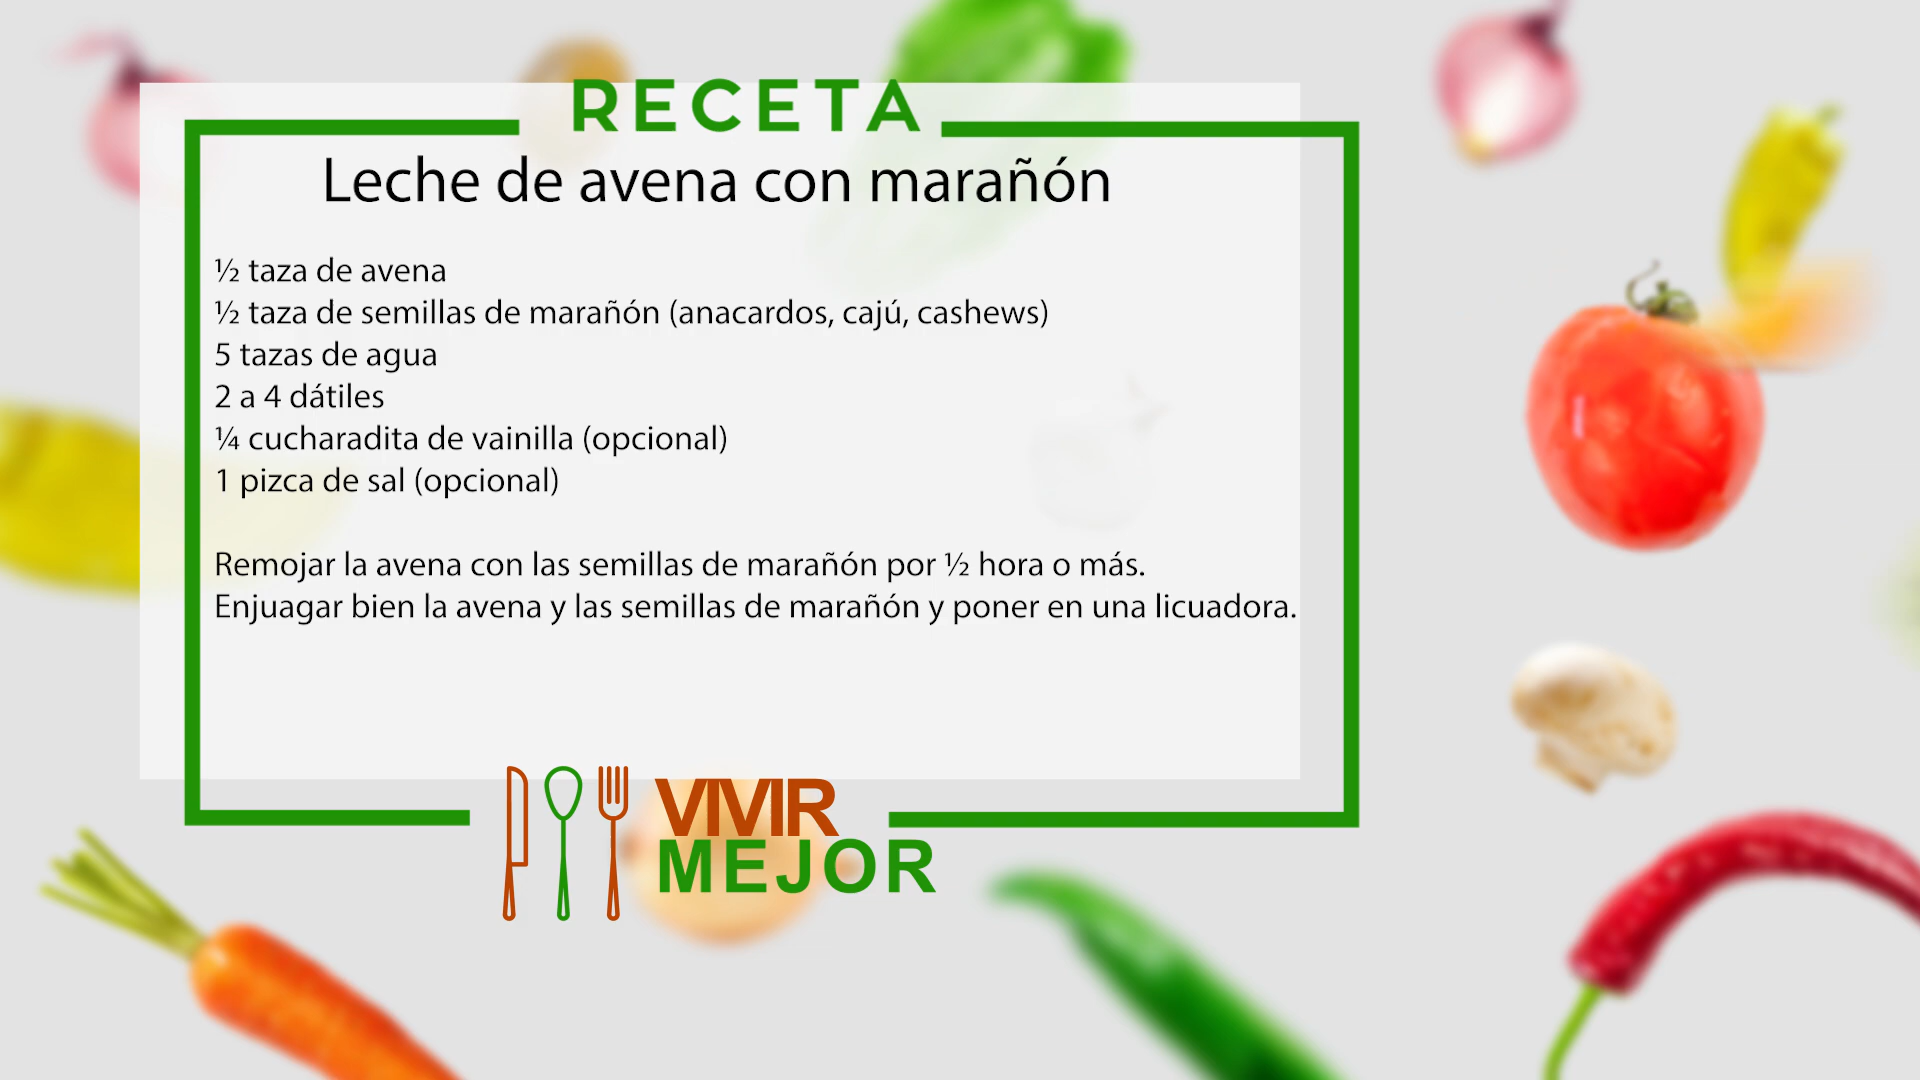 RECETA
Leche de avena con marañón
½ taza de avena
½ taza de semillas de marañón (anacardos, cajú, cashews)
5 tazas de agua
2 a 4 dátiles
¼ cucharadita de vainilla (opcional)
1 pizca de sal (opcional)
Remojar la avena con las semillas de marañón por ½ hora o más.
Enjuagar bien la avena y las semillas de marañón y poner en una licuadora.
VIVIR
MEJOR